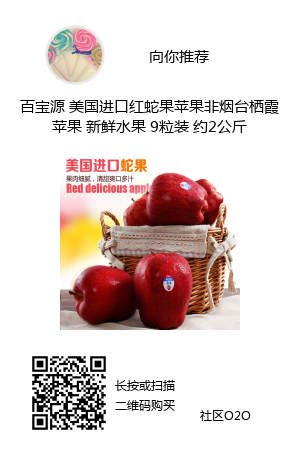 向你推荐
百宝源 美国进口红蛇果苹果非烟台栖霞
苹果 新鲜水果 9粒装 约2公斤
美国进口蛇果
果肉细腻，清甜爽口多汁
Red delicious apple
长按或扫描
二维码购买
社区O2O